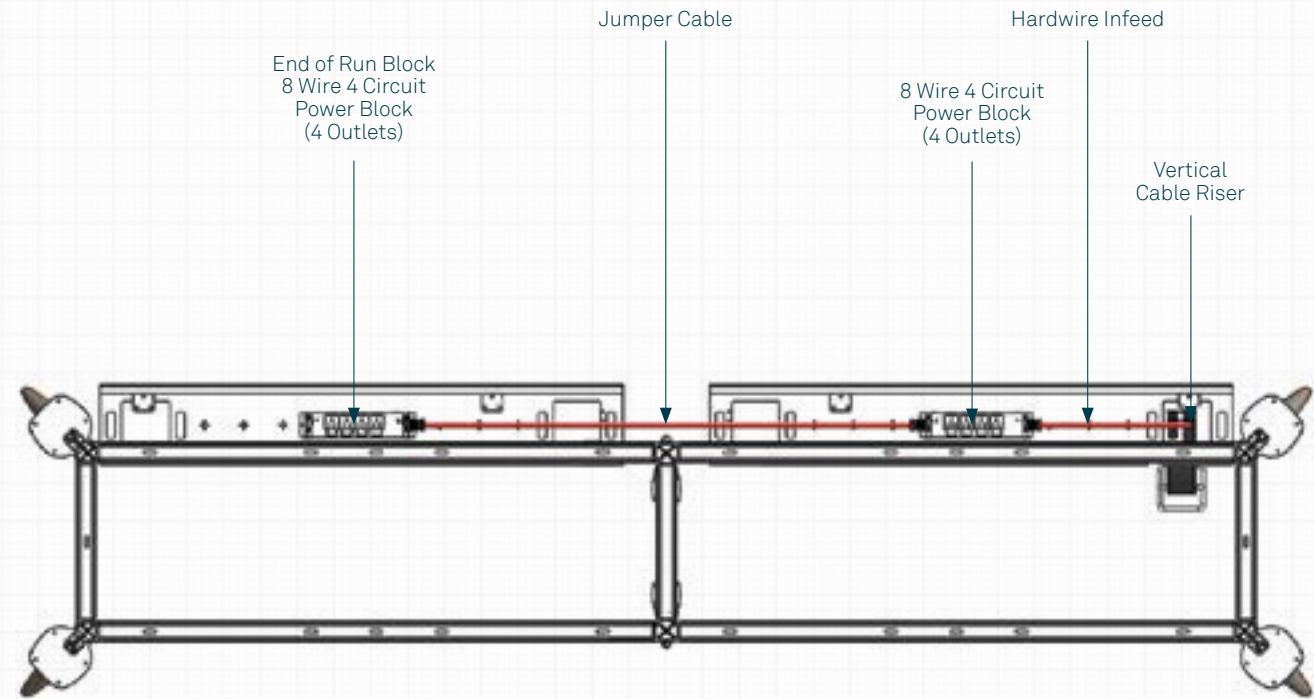 Jumper Cable
Hardwire Infeed
End of Run Block
8 Wire 4 Circuit
Power Block
(4 Outlets)
8 Wire 4 Circuit
Power Block
(4 Outlets)
Vertical
Cable Riser